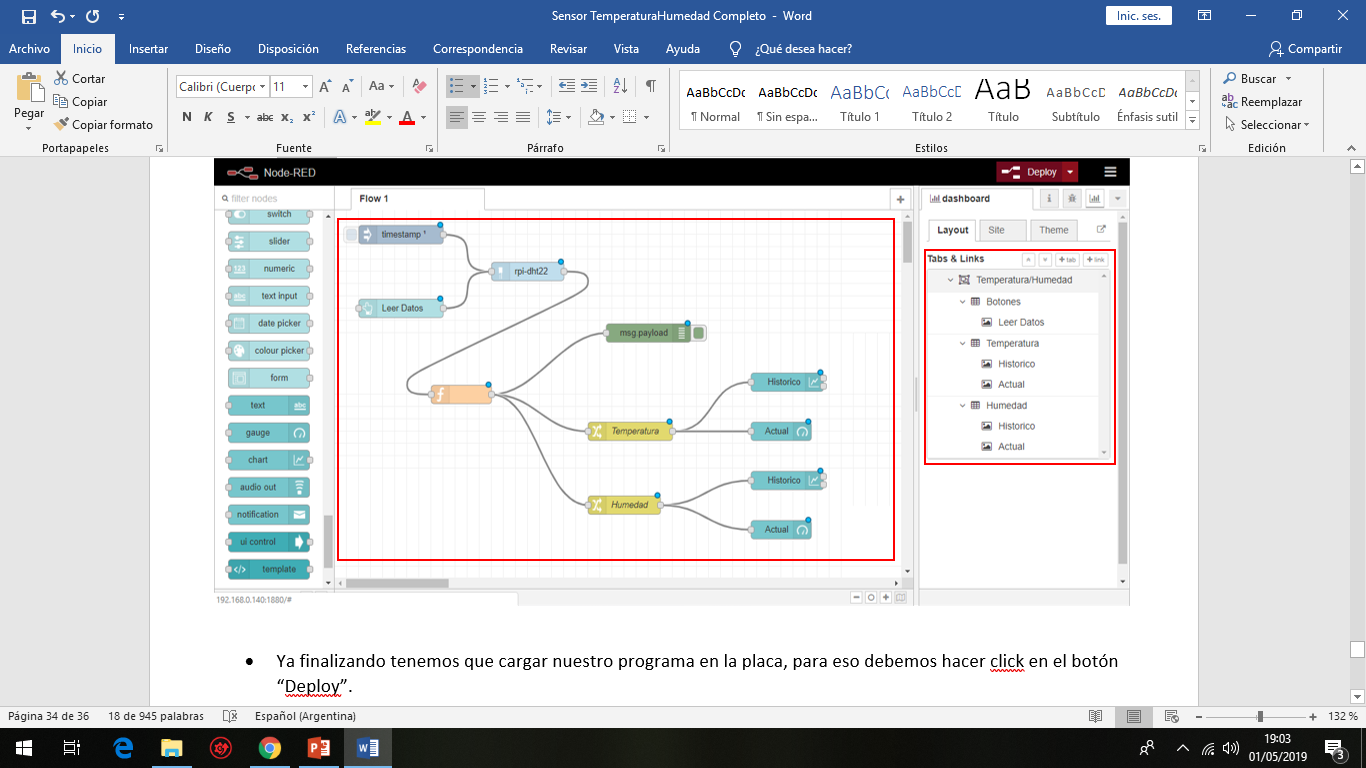 Sensor TemperaturaHumedad Completo - Word
Inic. ses.
Archivo Inicio Insertar Diseño Disposición Referencias Correspondencia Revisar Vista Ayuda ¿Qué desea hacer? Compartir
Pegar
Cortar
Copiar
Copiar formato
Portapapeles
Calibri (Cuerpo 11
Aa
N K S abc x₂ x²
Fuente
Párrafo
AaBbCcDc AaBbCcDc AaBbCc AaBbCcD AaB AaBbCcD AaBbCcDc
¶ Normal ¶ Sin espa... Título 1 Título 2 Título Subtítulo Énfasis sutil
Estilos
Buscar
Reemplazar
Seleccionar
Edición
Node-RED
Deploy
filter nodes
switch
slider
numeric
text input
date picker
colour picker
form
text
gauge
chart
audio out
notification
ui control
template
Flow 1
timestamp ¹
rpi-dht22
Leer Datos
msg.payload
Historico
Temperatura
Actual
Historico
Humedad
Actual
dashboard
Layout Site Theme
Tabs & Links
+ tab + link
Temperatura/Humedad
Botones
Leer Datos
Temperatura
Historico
Actual
Humedad
Historico
Actual
192.168.0.140:1880/#
• Ya finalizando tenemos que cargar nuestro programa en la placa, para eso debemos hacer click en el botón
“Deploy”.
Página 34 de 36 18 de 945 palabras Español (Argentina) 132 %
19:03
01/05/2019
3